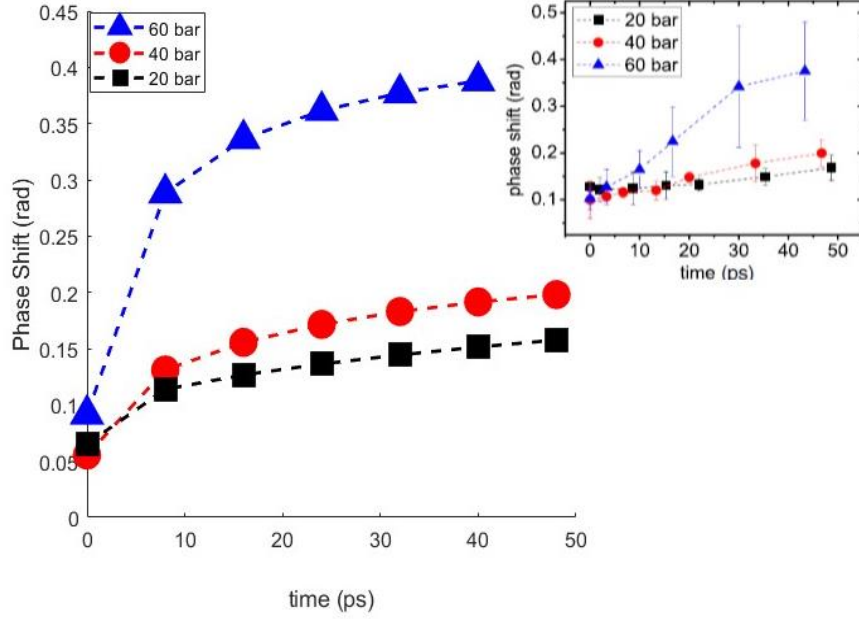 0.45
0.4
0.35
0.3
0.25
0.2
0.15
0.1
0.05
0
Phase Shift (rad)
60 bar
40 bar
20 bar
0 10 20 30 40 50
time (ps)
0.5
0.4
0.3
0.2
0.1
phase shift (rad)
20 bar
40 bar
60 bar
0 10 20 30 40 50
time (ps)